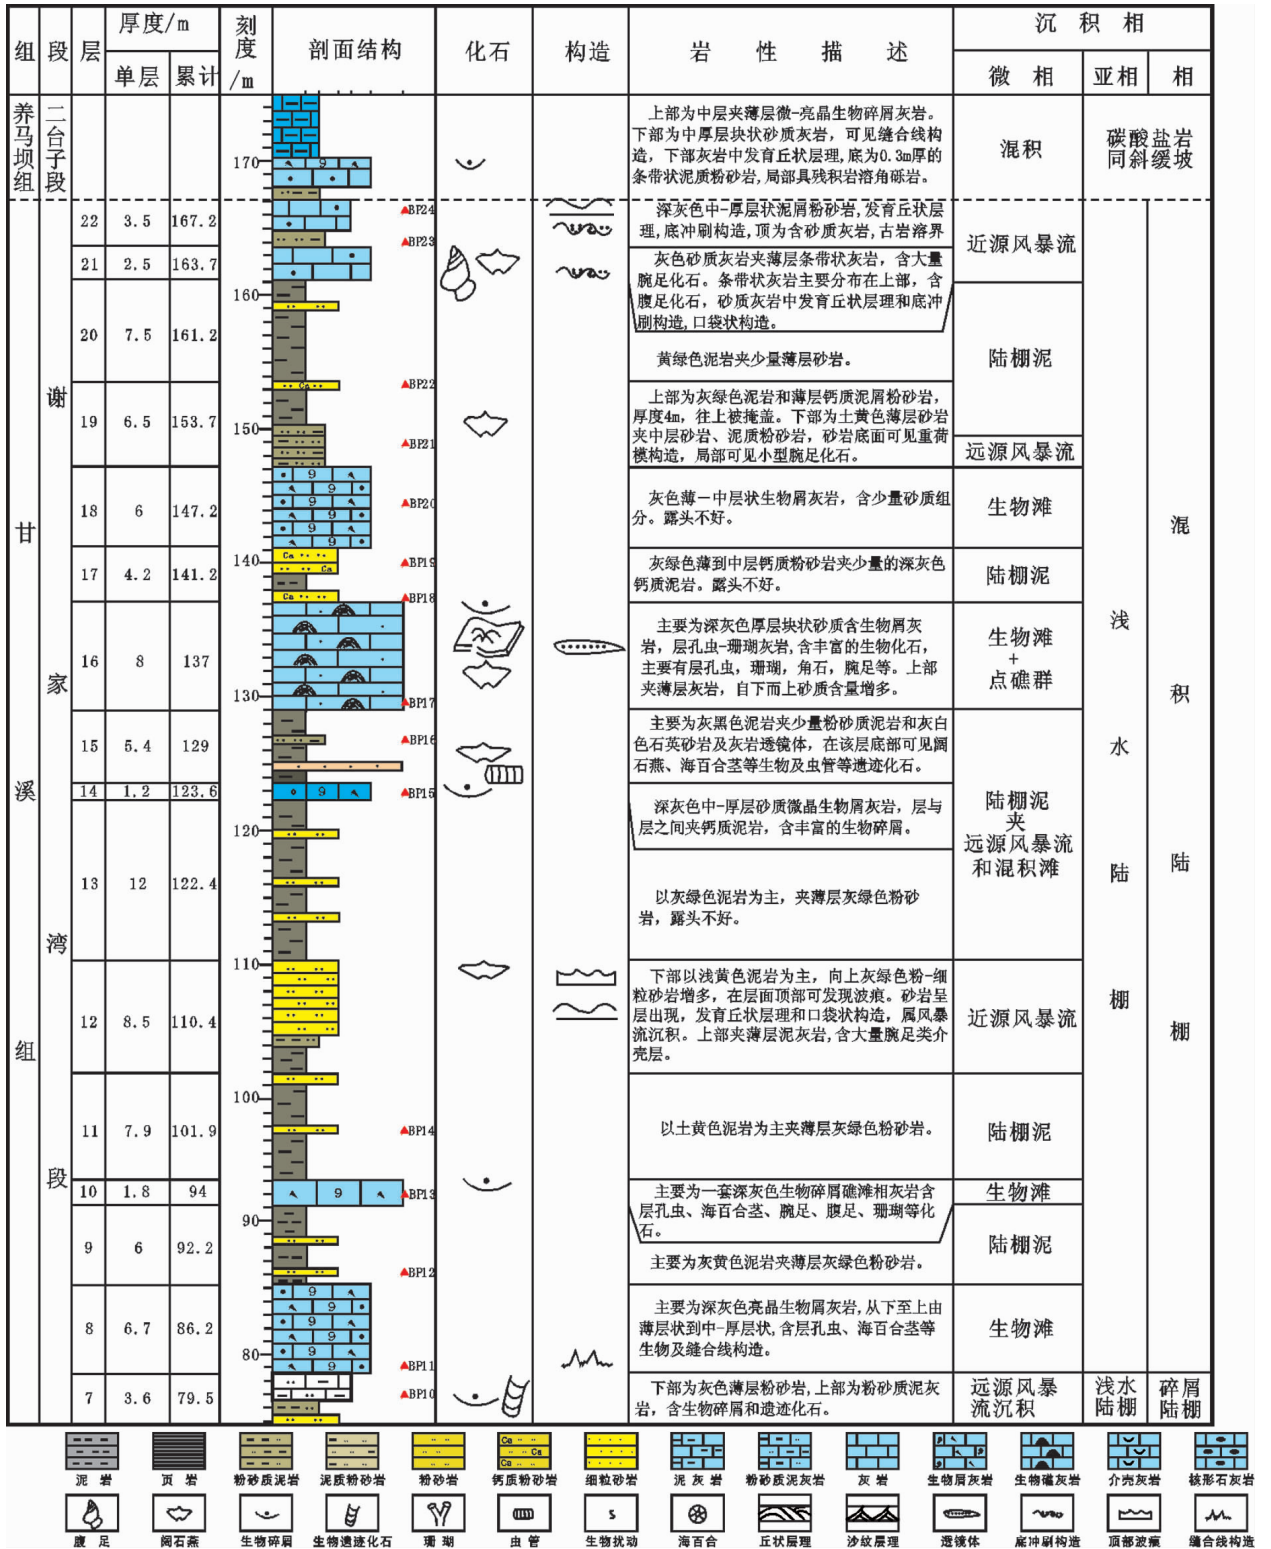 厚度/m
刻度/m
沉 积 相
组 段 层 单层 累计 剖面结构 化石 构造 岩 性 描 述 微 相 亚相 相
养马坝组
二台子段
170
上部为中层夹薄层微-亮晶生物碎屑灰岩。
下部为中厚层块状砂质灰岩，可见缝合线构
造，下部灰岩中发育丘状层理,底为0.3m厚的
条带状泥质粉砂岩,局部具残积岩溶角砾岩。
混积
碳酸盐岩
同斜缓坡
谢家湾段
甘溪组
22 3.5 167.2
BP24
BP23
深灰色中-厚层状泥屑粉砂岩,发育丘状层
理,底冲刷构造,顶为含砂质灰岩,古岩溶界
近源风暴流
21 2.5 163.7
160
灰色砂质灰岩夹薄层条带状灰岩，含大量
腕足化石。条带状灰岩主要分布在上部，含
腹足化石，砂质灰岩中发育丘状层理和底冲
刷构造,口袋状构造。
20 7.5 161.2
黄绿色泥岩夹少量薄层砂岩。
陆棚泥
Ca
BP22
19 6.5 153.7
150
BP21
上部为灰绿色泥岩和薄层钙质泥屑粉砂岩，
厚度4m，往上被掩盖。下部为土黄色薄层砂岩
夹中层砂岩、泥质粉砂岩，砂岩底面可见重荷
模构造，局部可见小型腕足化石。
远源风暴流
18 6 147.2
BP20
灰色薄一中层状生物屑灰岩，含少量砂质组
分。露头不好。
生物滩
17 4.2 141.2
140
Ca
Ca
Ca
BP19
BP18
灰绿色薄到中层钙质粉砂岩夹少量的深灰色
钙质泥岩。露头不好。
陆棚泥
16 8 137
130
BP17
主要为深灰色厚层块状砂质含生物屑灰
岩，层孔虫-珊瑚灰岩,含丰富的生物化石，
主要有层孔虫，珊瑚，角石，腕足等。上部
夹薄层灰岩，自下而上砂质含量增多。
生物滩
+
点礁群
15 5.4 129
BP16
主要为灰黑色泥岩夹少量粉砂质泥岩和灰白
色石英砂岩及灰岩透镜体，在该层底部可见阔
石燕、海百合茎等生物及虫管等遗迹化石。
14 1.2 123.6
BP15
120
深灰色中-厚层砂质微晶生物屑灰岩，层与
层之间夹钙质泥岩，含丰富的生物碎屑。
陆棚泥
夹
远源风暴流
和混积滩
13 12 122.4
以灰绿色泥岩为主，夹薄层灰绿色粉砂
岩，露头不好。
12 8.5 110.4
110
下部以浅黄色泥岩为主，向上灰绿色粉-细
粒砂岩增多，在层面顶部可发现波痕。砂岩呈
层出现，发育丘状层理和口袋状构造，属风暴
流沉积。上部夹薄层泥灰岩,含大量腕足类介
壳层。
近源风暴流
11 7.9 101.9
100
BP14
以土黄色泥岩为主夹薄层灰绿色粉砂岩。
陆棚泥
10 1.8 94
BP13
主要为一套深灰色生物碎屑礁滩相灰岩含
层孔虫、海百合茎、腕足、腹足、珊瑚等化
石。
生物滩
9 6 92.2
90
BP12
主要为灰黄色泥岩夹薄层灰绿色粉砂岩。
陆棚泥
8 6.7 86.2
80
BP11
主要为深灰色亮晶生物屑灰岩,从下至上由
薄层状到中-厚层状,含层孔虫、海百合茎等
生物及缝合线构造。
生物滩
浅水陆棚
混积陆棚
7 3.6 79.5
BP10
下部为灰色薄层粉砂岩,上部为粉砂质泥灰
岩，含生物碎屑和遗迹化石。
远源风暴
流沉积
浅水
陆棚
碎屑
陆棚
Ca
Ca
Ca
泥 岩 页 岩 粉砂质泥岩 泥质粉砂岩 粉砂岩 钙质粉砂岩 细粒砂岩 泥灰岩 粉砂质泥灰岩 灰 岩 生物屑灰岩 生物礁灰岩 介壳灰岩 核形石灰岩
S
腹 足 阔石燕 生物碎屑 生物遗迹化石 珊瑚 虫管 生物扰动 海百合 丘状层理 沙纹层理 透镜体 底冲刷构造 顶部波痕 缝合线构造